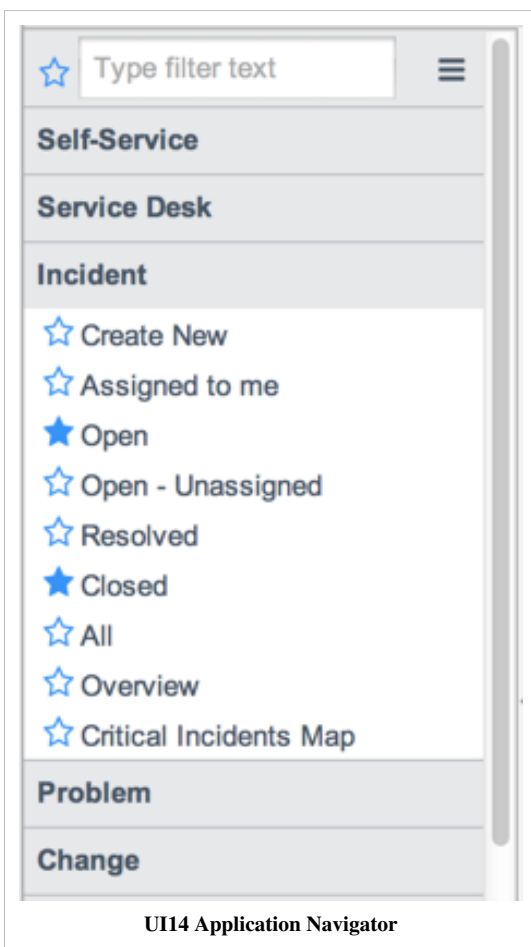 Type filter text
Self-Service
Service Desk
Incident
Create New
Assigned to me
Open
Open - Unassigned
Resolved
Closed
All
Overview
Critical Incidents Map
Problem
Change
UI14 Application Navigator